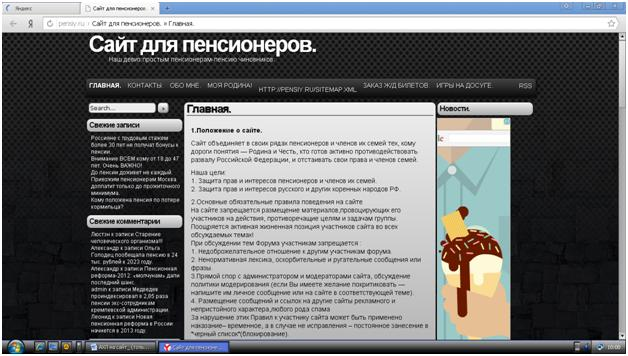 Яндекс
Сайт для пенсионеров. ...
pensiy.ru Сайт для пенсионеров. » Главная.
Сайт для пенсионеров.
Наш девиз:простым пенсионерам-пенсию чиновников.
ГЛАВНАЯ. КОНТАКТЫ. ОБО МНЕ. МОЯ РОДИНА! HTTP://PENSIY.RU/SITEMAP.XML ЗАКАЗ Ж/Д БИЛЕТОВ. ИГРЫ НА ДОСУГЕ. RSS
Search...
Свежие записи
Россияне с трудовым стажем
более 30 лет не получат бонусы к
пенсии.
Внимание ВСЕМ кому от 18 до 47
лет. Очень ВАЖНО!
До пенсии доживет не каждый.
Приезжим пенсионерам Москва
доплатит только до прожиточного
минимума.
Кому положена пенсия по потере
кормильца?
Свежие комментарии
Люстэн к записи Старение
человеческого организма!!!
Александр к записи Ольга
Голодец пообещала пенсию в 24
тыс. рублей к 2023 году.
Александр к записи Пенсионная
реформа-2012: «молчунам» дали
последний шанс.
admin к записи Медведев
проиндексировал в 2,85 раза
пенсии экс-сотрудникам
кремлевской администрации.
Леонид к записи Новая
пенсионная реформа в России
начнется в 2013 году.
Главная.
1.Положение о сайте.
Сайт объединяет в своих рядах пенсионеров и членов их семей тех, кому
дороги понятия — Родина и Честь, кто готов активно противодействовать
развалу Российской Федерации, и отстаивать свои права и членов семей.
Наша цели:
1. Защита прав и интересов пенсионеров и членов их семей.
2. Защита прав и интересов русского и других коренных народов РФ.
2.Основные обязательные правила поведения на сайте
На сайте запрещается размещение материалов,провоцирующих его
участников на действия, противоречащие целям и задачам группы.
Поощряется активная жизненная позиция участников сайта во всех
обсуждаемых темах!
При обсуждении тем Форума участникам запрещается :
1. Недоброжелательное отношение к другим участникам форума.
2. Ненормативная лексика, оскорбительные и ругательные сообщения или
фразы.
3.Прямой спор с администратором и модераторами сайта, обсуждение
политики модерирования (если Вы имеете желание покритиковать —
напишите им личное сообщение или на сайте в соответствующей теме).
4. Размещение сообщений и ссылок на другие сайты рекламного и
непристойного характера,любого рода спама
За нарушение этих Правил к участнику сайта может быть применено
наказание– временное, а в случае не исправления – постоянное занесение в
"черный список"(блокирование).
Новости.
Сайт для пенсионе...
10:00